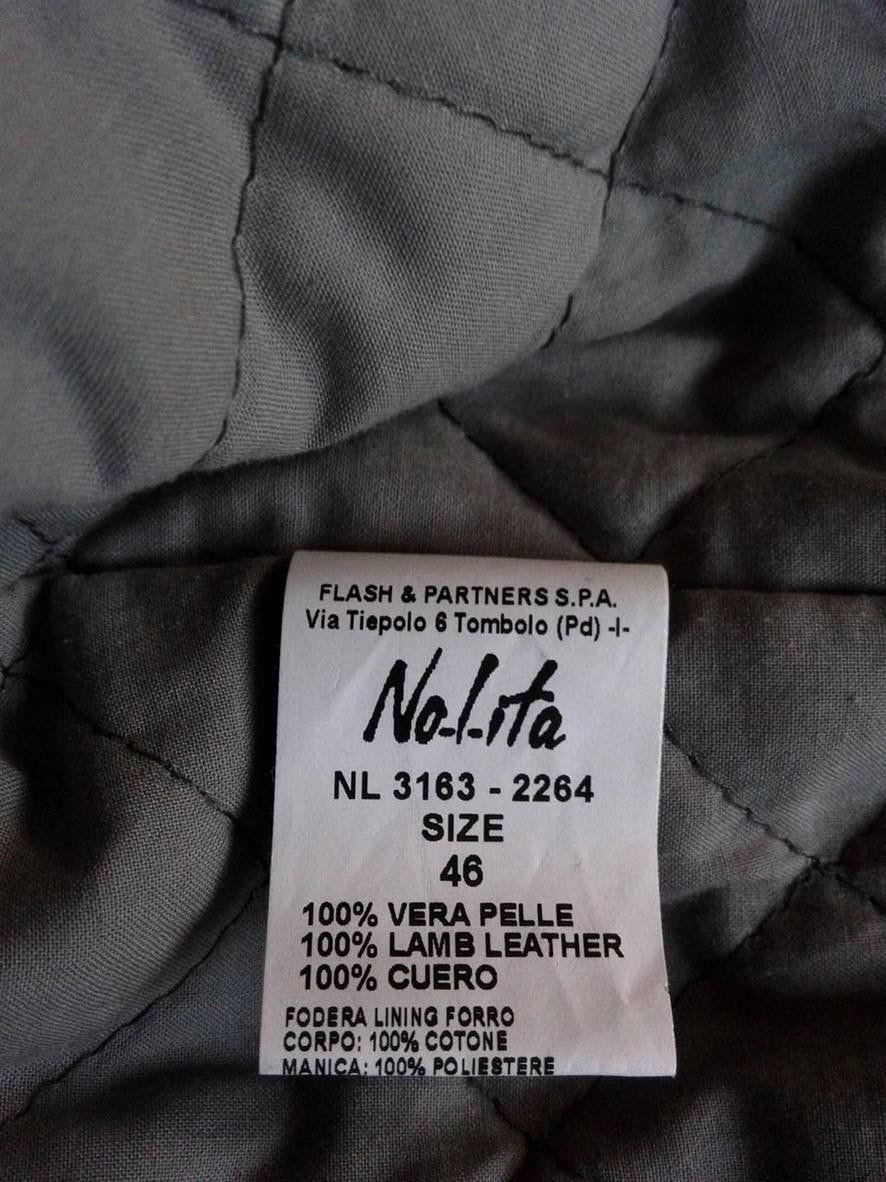 FLASH & PARTNERS S.P.A.
Via Tiepolo 6 Tombolo (Pd) -I-
No-l-ita
NL 3163 - 2264
SIZE
46
100% VERA PELLE
100% LAMB LEATHER
100% CUERO
FODERA LINING FORRO
CORPO: 100% COTONE
MANICA: 100% POLIESTERE